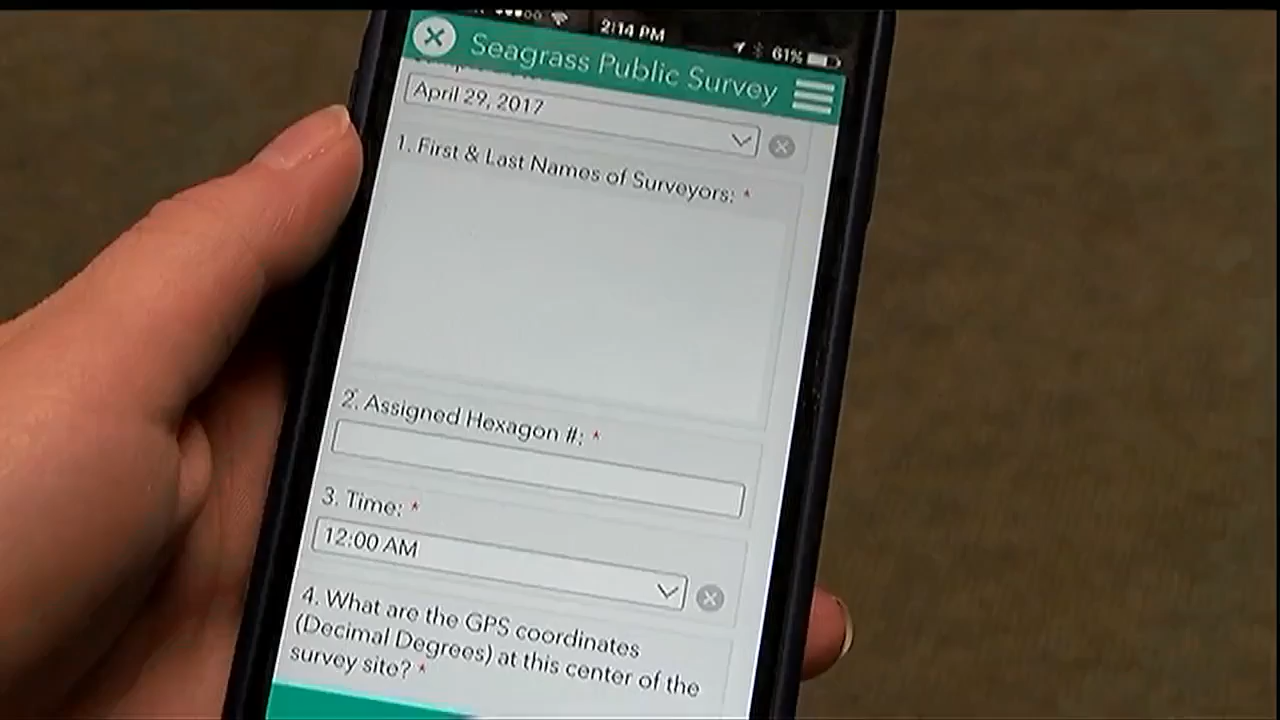 2:14 PM
61%
Seagrass Public Survey
April 29, 2017
1. First & Last Names of Surveyors: *
2. Assigned Hexagon #: *
3. Time: *
12:00 AM
4. What are the GPS coordinates
(Decimal Degrees) at this center of the
survey site? *